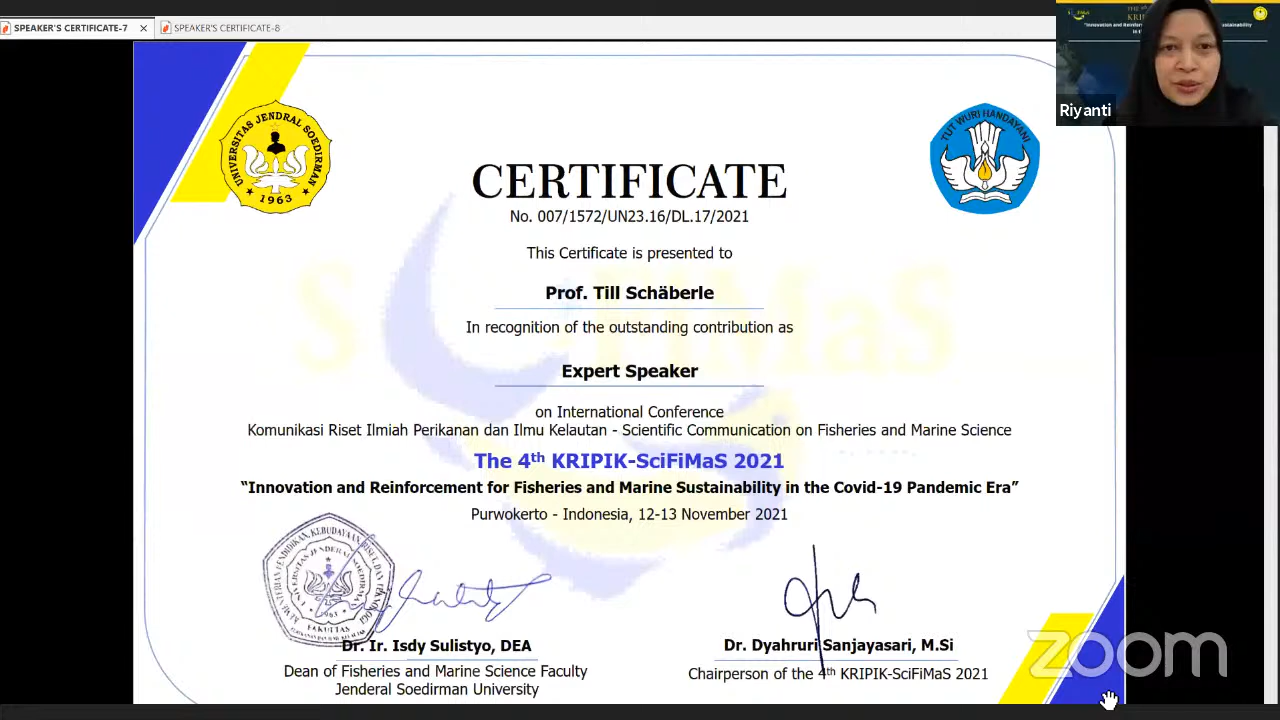 SPEAKER'S CERTIFICATE-7
SPEAKER'S CERTIFICATE-8
Riyanti
UNIVERSITAS JENDRAL SOEDIRMAN
1963
TUT WURI HANDAYANI
CERTIFICATE
No. 007/1572/UN23.16/DL.17/2021
This Certificate is presented to
Prof. Till Schäberle
In recognition of the outstanding contribution as
Expert Speaker
on International Conference
Komunikasi Riset Ilmiah Perikanan dan Ilmu Kelautan - Scientific Communication on Fisheries and Marine Science
The 4th KRIPIK-SciFiMaS 2021
“Innovation and Reinforcement for Fisheries and Marine Sustainability in the Covid-19 Pandemic Era”
Purwokerto - Indonesia, 12-13 November 2021
Dr. Ir. Isdy Sulistyo, DEA
Dean of Fisheries and Marine Science Faculty
Jenderal Soedirman University
Dr. Dyahruri Sanjayasari, M.Si
Chairperson of the 4th KRIPIK-SciFiMaS 2021
zoom